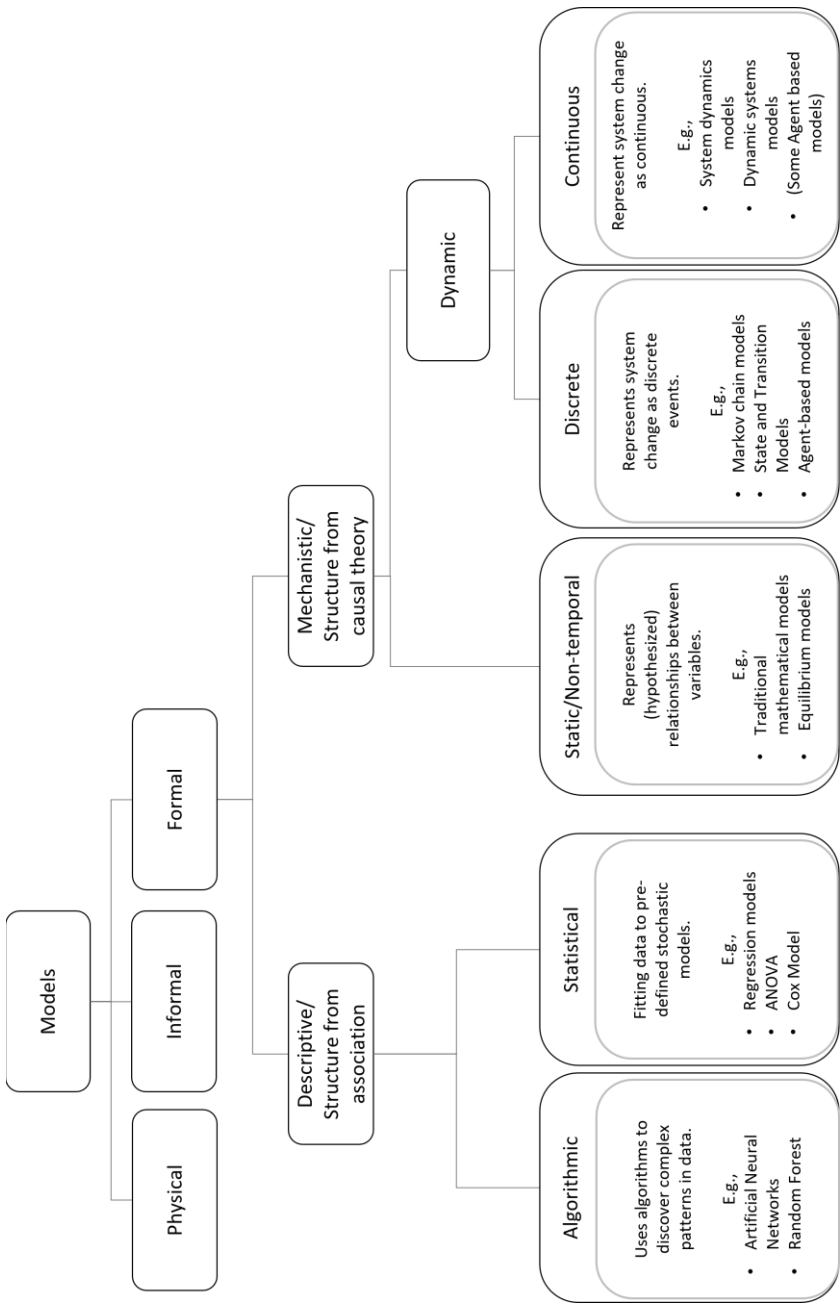 Models
Physical
Informal
Formal
Descriptive/
Structure from
association
Mechanistic/
Structure from
causal theory
Dynamic
Algorithmic
Uses algorithms to
discover complex
patterns in data.
E.g.,
• Artificial Neural
Networks
• Random Forest
Statistical
Fitting data to pre-
defined stochastic
models.
E.g.,
• Regression models
• ANOVA
• Cox Model
Static/Non-temporal
Represents
(hypothesized)
relationships between
variables.
E.g.,
• Traditional
mathematical models
• Equilibrium models
Discrete
Represents system
change as discrete
events.
E.g.,
• Markov chain models
• State and Transition
Models
• Agent-based models
Continuous
Represent system change
as continuous.
E.g.,
• System dynamics
models
• Dynamic systems
models
• (Some Agent based
models)